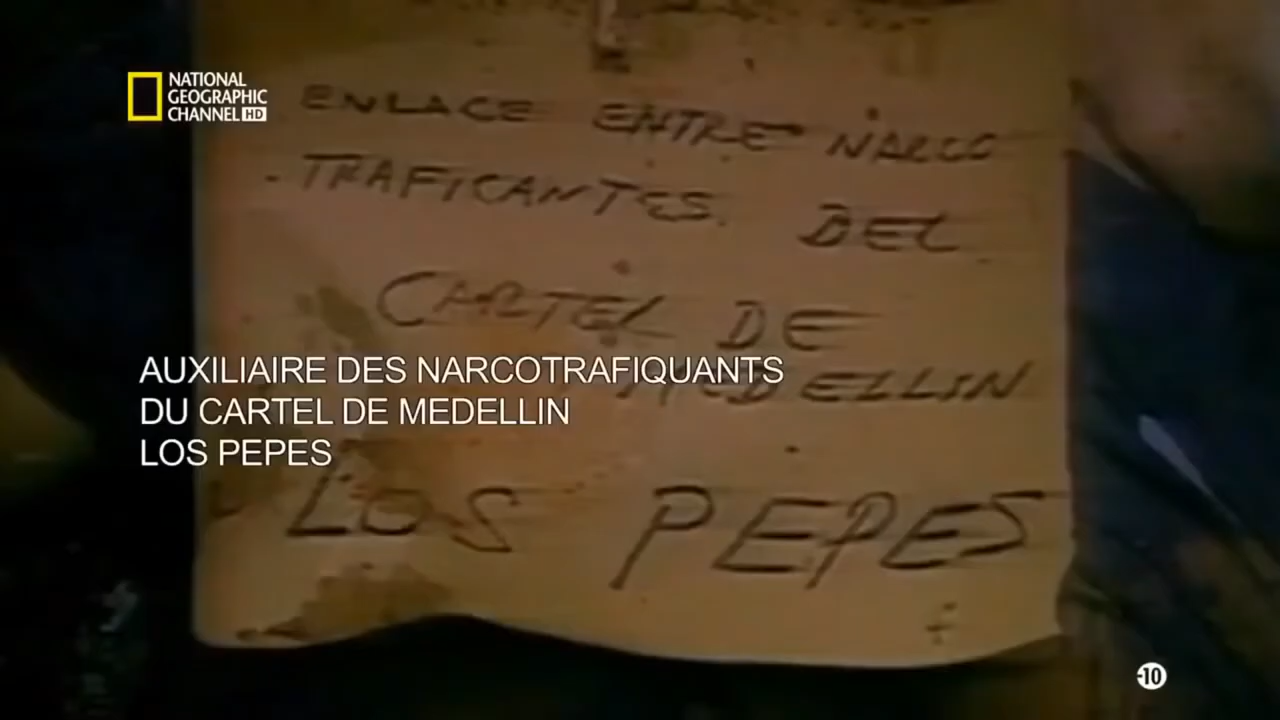 NATIONAL
GEOGRAPHIC
CHANNEL HD
ENLACE ENTRE NARCO
TRAFICANTES DEL
CARTEL DE
MEDELLIN
LOS PEPES
AUXILIAIRE DES NARCOTRAFIQUANTS
DU CARTEL DE MEDELLIN
LOS PEPES
-10